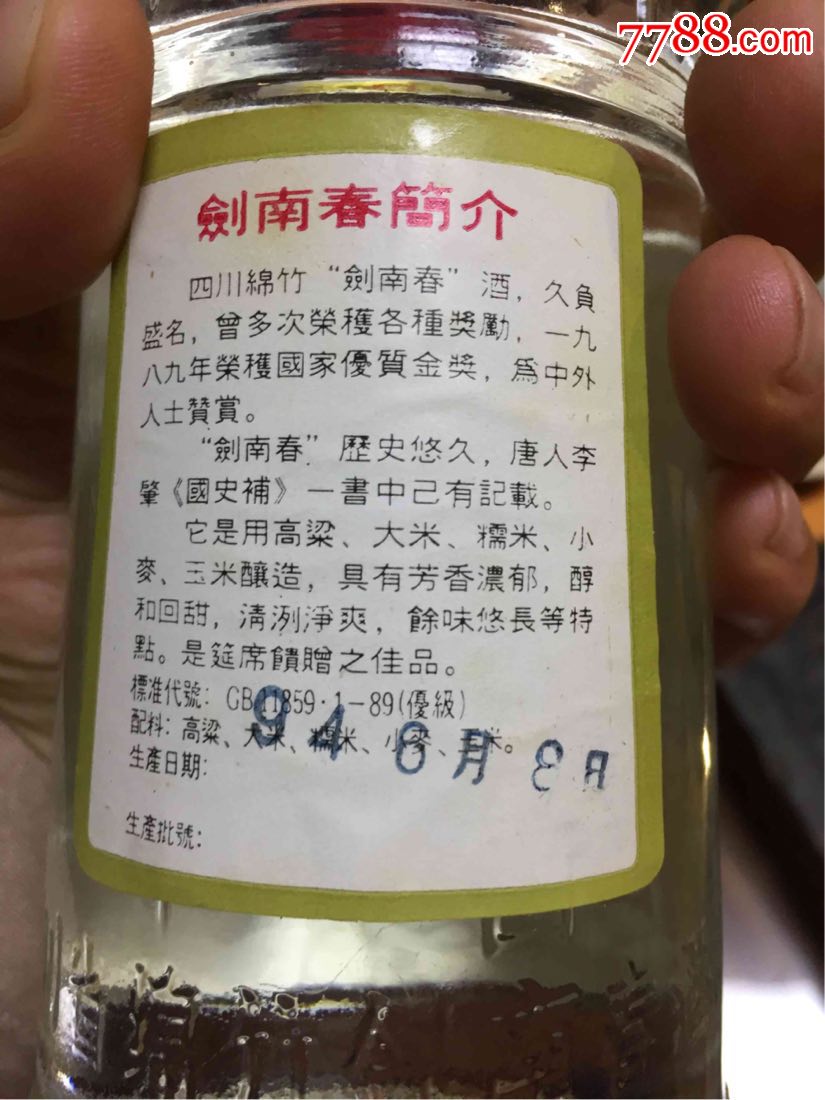 7788.com
劍南春簡介
四川綿竹“劍南春”酒，久負
盛名，曾多次榮獲各種獎勵，一九
八九年榮獲國家優質金獎，爲中外
人士贊賞。
“劍南春”歷史悠久，唐人李
肇《國史補》一書中己有記載。
它是用高粱、大米、糯米、小
麥、玉米釀造，具有芳香濃郁，醇
和回甜，清洌淨爽，餘味悠長等特
點。是筵席饋贈之佳品。
標准代號：GB11859·1-89(優級)
配料：高粱、大米、糯米、小麥、玉米。
94 6月 8日
生產日期：
生產批號：